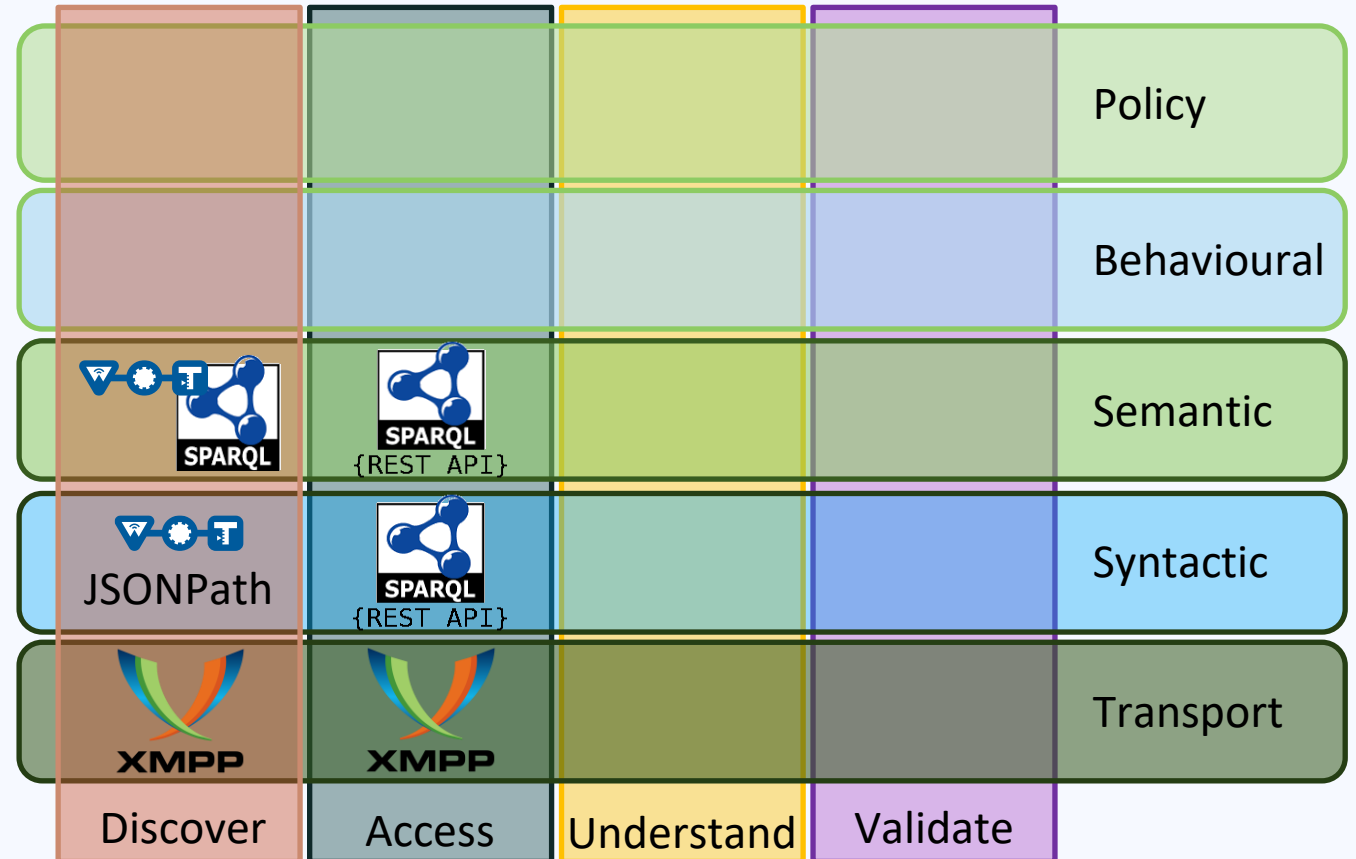 Policy
Behavioural
W T
SPARQL
SPARQL
{REST API}
Semantic
W T
JSONPath
SPARQL
{REST API}
Syntactic
XMPP
XMPP
Transport
Discover
Access
Understand
Validate